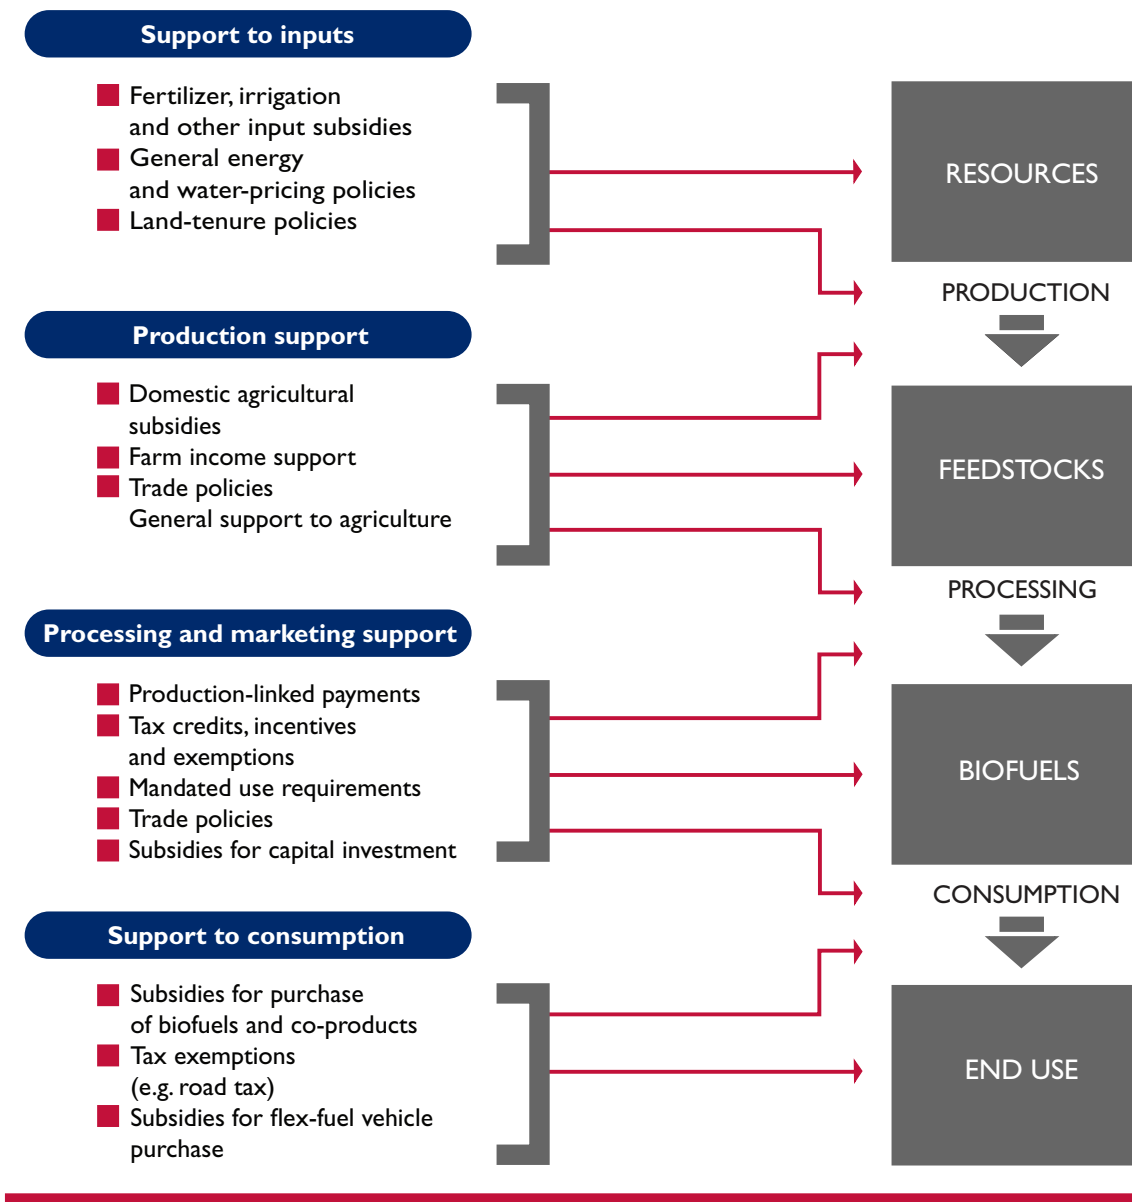 Support to inputs
Fertilizer, irrigation
and other input subsidies
General energy
and water-pricing policies
Land-tenure policies
RESOURCES
PRODUCTION
Production support
Domestic agricultural
subsidies
Farm income support
Trade policies
General support to agriculture
FEEDSTOCKS
PROCESSING
Processing and marketing support
Production-linked payments
Tax credits, incentives
and exemptions
Mandated use requirements
Trade policies
Subsidies for capital investment
BIOFUELS
CONSUMPTION
Support to consumption
Subsidies for purchase
of biofuels and co-products
Tax exemptions
(e.g. road tax)
Subsidies for flex-fuel vehicle
purchase
END USE